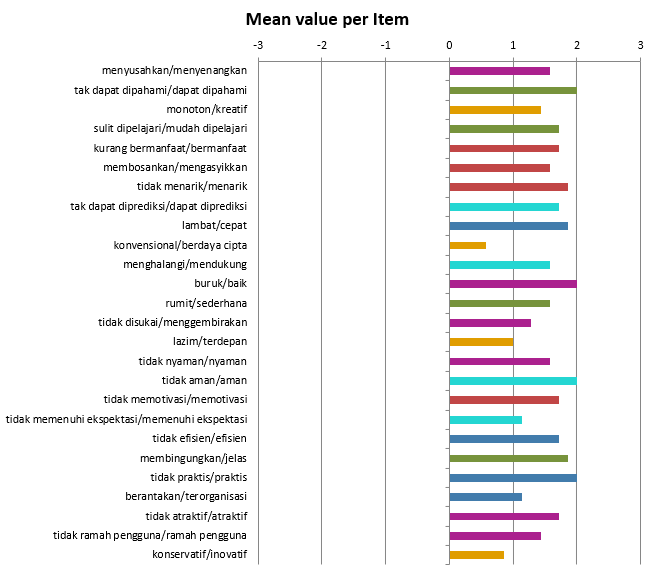 Mean value per Item
-3 -2 -1 0 1 2 3
menyusahkan/menyenangkan
tak dapat dipahami/dapat dipahami
monoton/kreatif
sulit dipelajari/mudah dipelajari
kurang bermanfaat/bermanfaat
membosankan/mengasyikkan
tidak menarik/menarik
tak dapat diprediksi/dapat diprediksi
lambat/cepat
konvensional/berdaya cipta
menghalangi/mendukung
buruk/baik
rumit/sederhana
tidak disukai/menggembirakan
lazim/terdepan
tidak nyaman/nyaman
tidak aman/aman
tidak memotivasi/memotivasi
tidak memenuhi ekspektasi/memenuhi ekspektasi
tidak efisien/efisien
membingungkan/jelas
tidak praktis/praktis
berantakan/terorganisasi
tidak atraktif/atraktif
tidak ramah pengguna/ramah pengguna
konservatif/inovatif